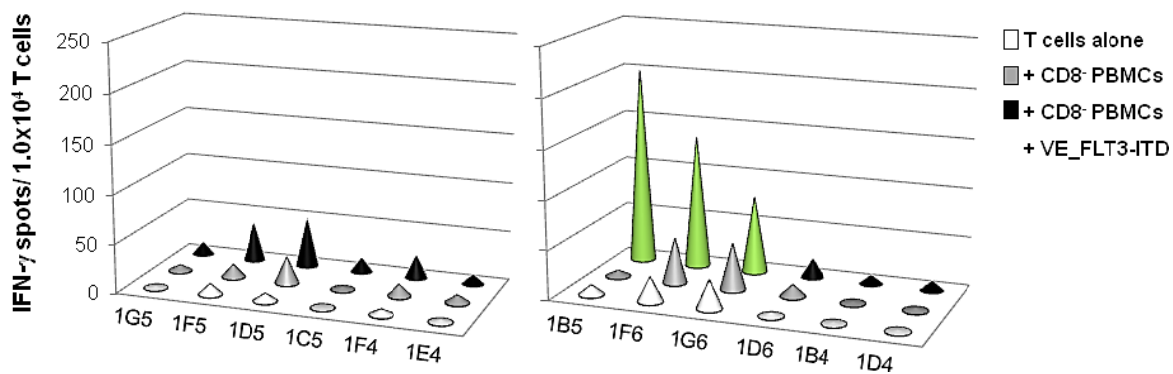 IFN-γ spots/ 1.0x10⁴ T cells
250
200
150
100
50
0
1G5 1F5 1D5 1C5 1F4 1E4
1B5 1F6 1G6 1D6 1B4 1D4
T cells alone
+ CD8⁻ PBMCs
+ CD8⁻ PBMCs
+ VE_FLT3-ITD